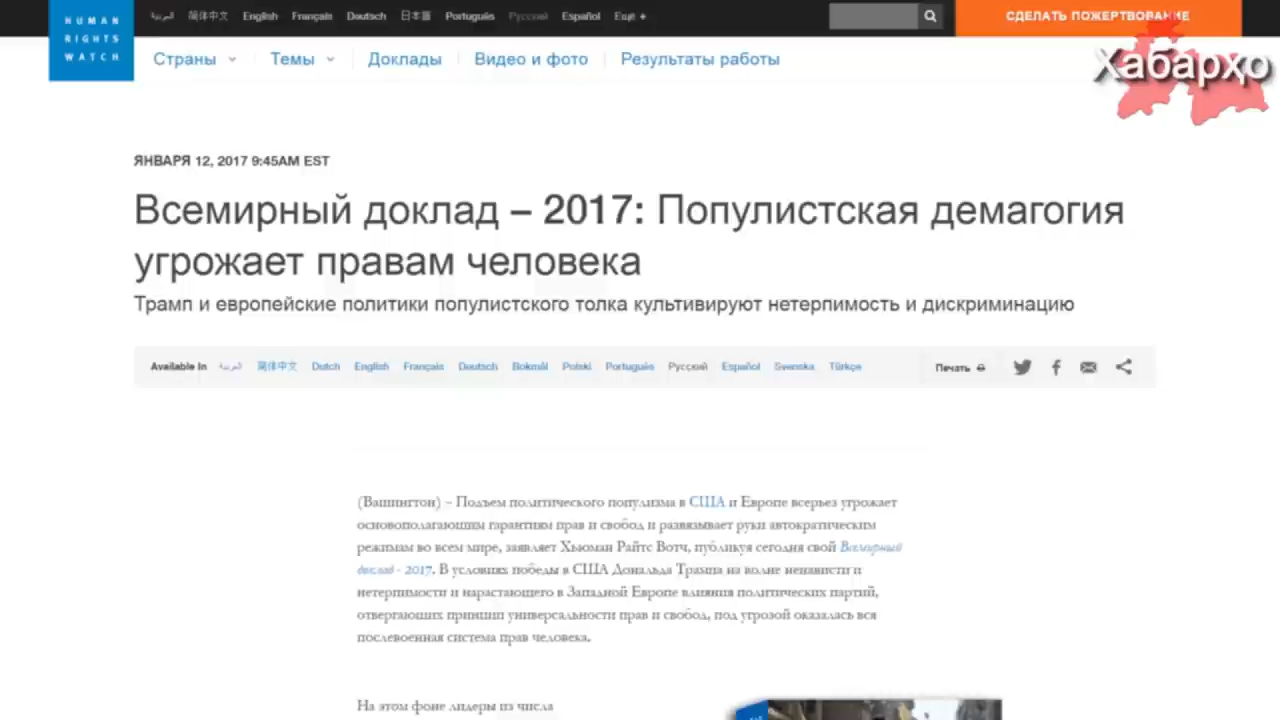 العربية 简体中文 English Français Deutsch 日本語 Português Русский Español Ещё
СДЕЛАТЬ ПОЖЕРТВОВАНИЕ
HUMAN
RIGHTS
WATCH
Страны Темы Доклады Видео и фото Результаты работы
Хабарҳо
ЯНВАРЯ 12, 2017 9:45AM EST
Всемирный доклад – 2017: Популистская демагогия
угрожает правам человека
Трамп и европейские политики популистского толка культивируют нетерпимость и дискриминацию
Available In العربية 简体中文 Dutch English Français Deutsch Bokmål Polski Português Русский Español Svenska Türkçe Печать
(Вашингтон) – Подъем политического популизма в США и Европе всерьез угрожает
основополагающим гарантиям прав и свобод и развязывает руки автократическим
режимам во всем мире, заявляет Хьюман Райтс Вотч, публикуя сегодня свой Всемирный
доклад - 2017. В условиях победы в США Дональда Трампа на волне ненависти и
нетерпимости и нарастающего в Западной Европе влияния политических партий,
отвергающих принцип универсальности прав и свобод, под угрозой оказалась вся
послевоенная система прав человека.
На этом фоне лидеры из числа